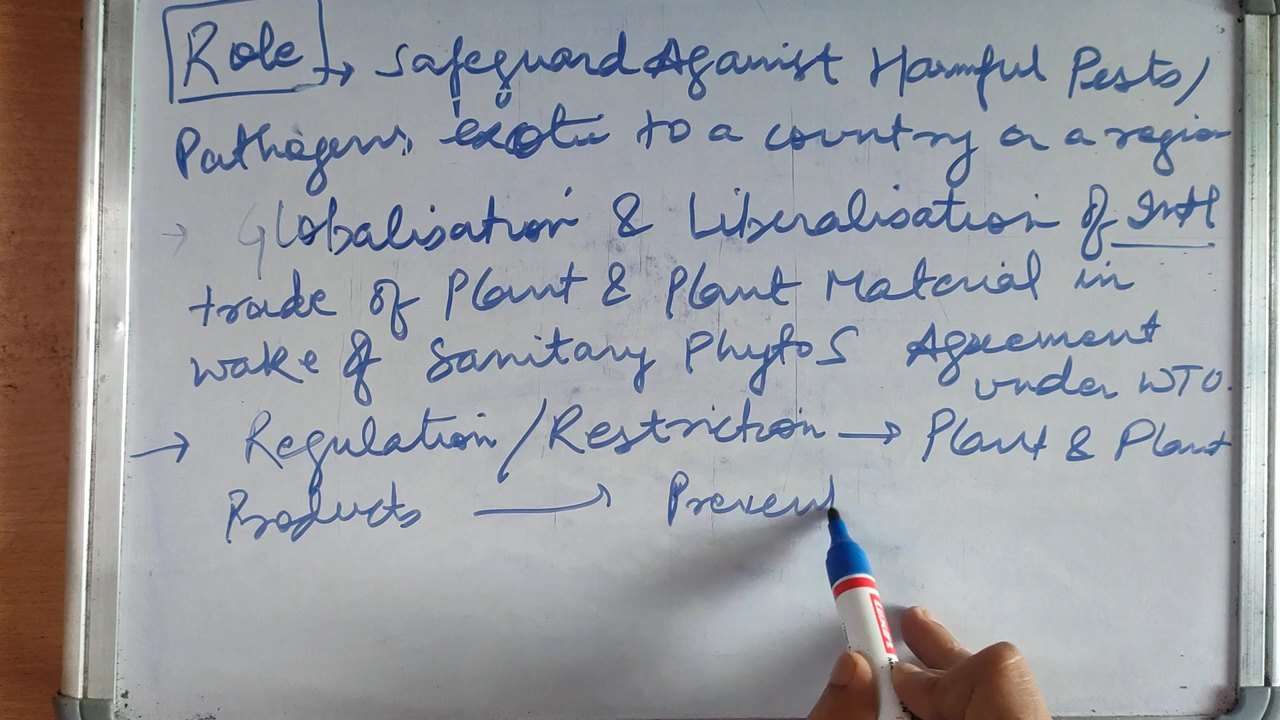 Role → Safeguard Against Harmful Pests/
Pathogens, exotic to a country or a region
→ Globalisation & Liberalisation of Intl
trade of Plant & Plant Material in
wake of Sanitary Phyto S Agreement
under WTO.
→ Regulation/Restriction → Plant & Plant
Products → Prevent